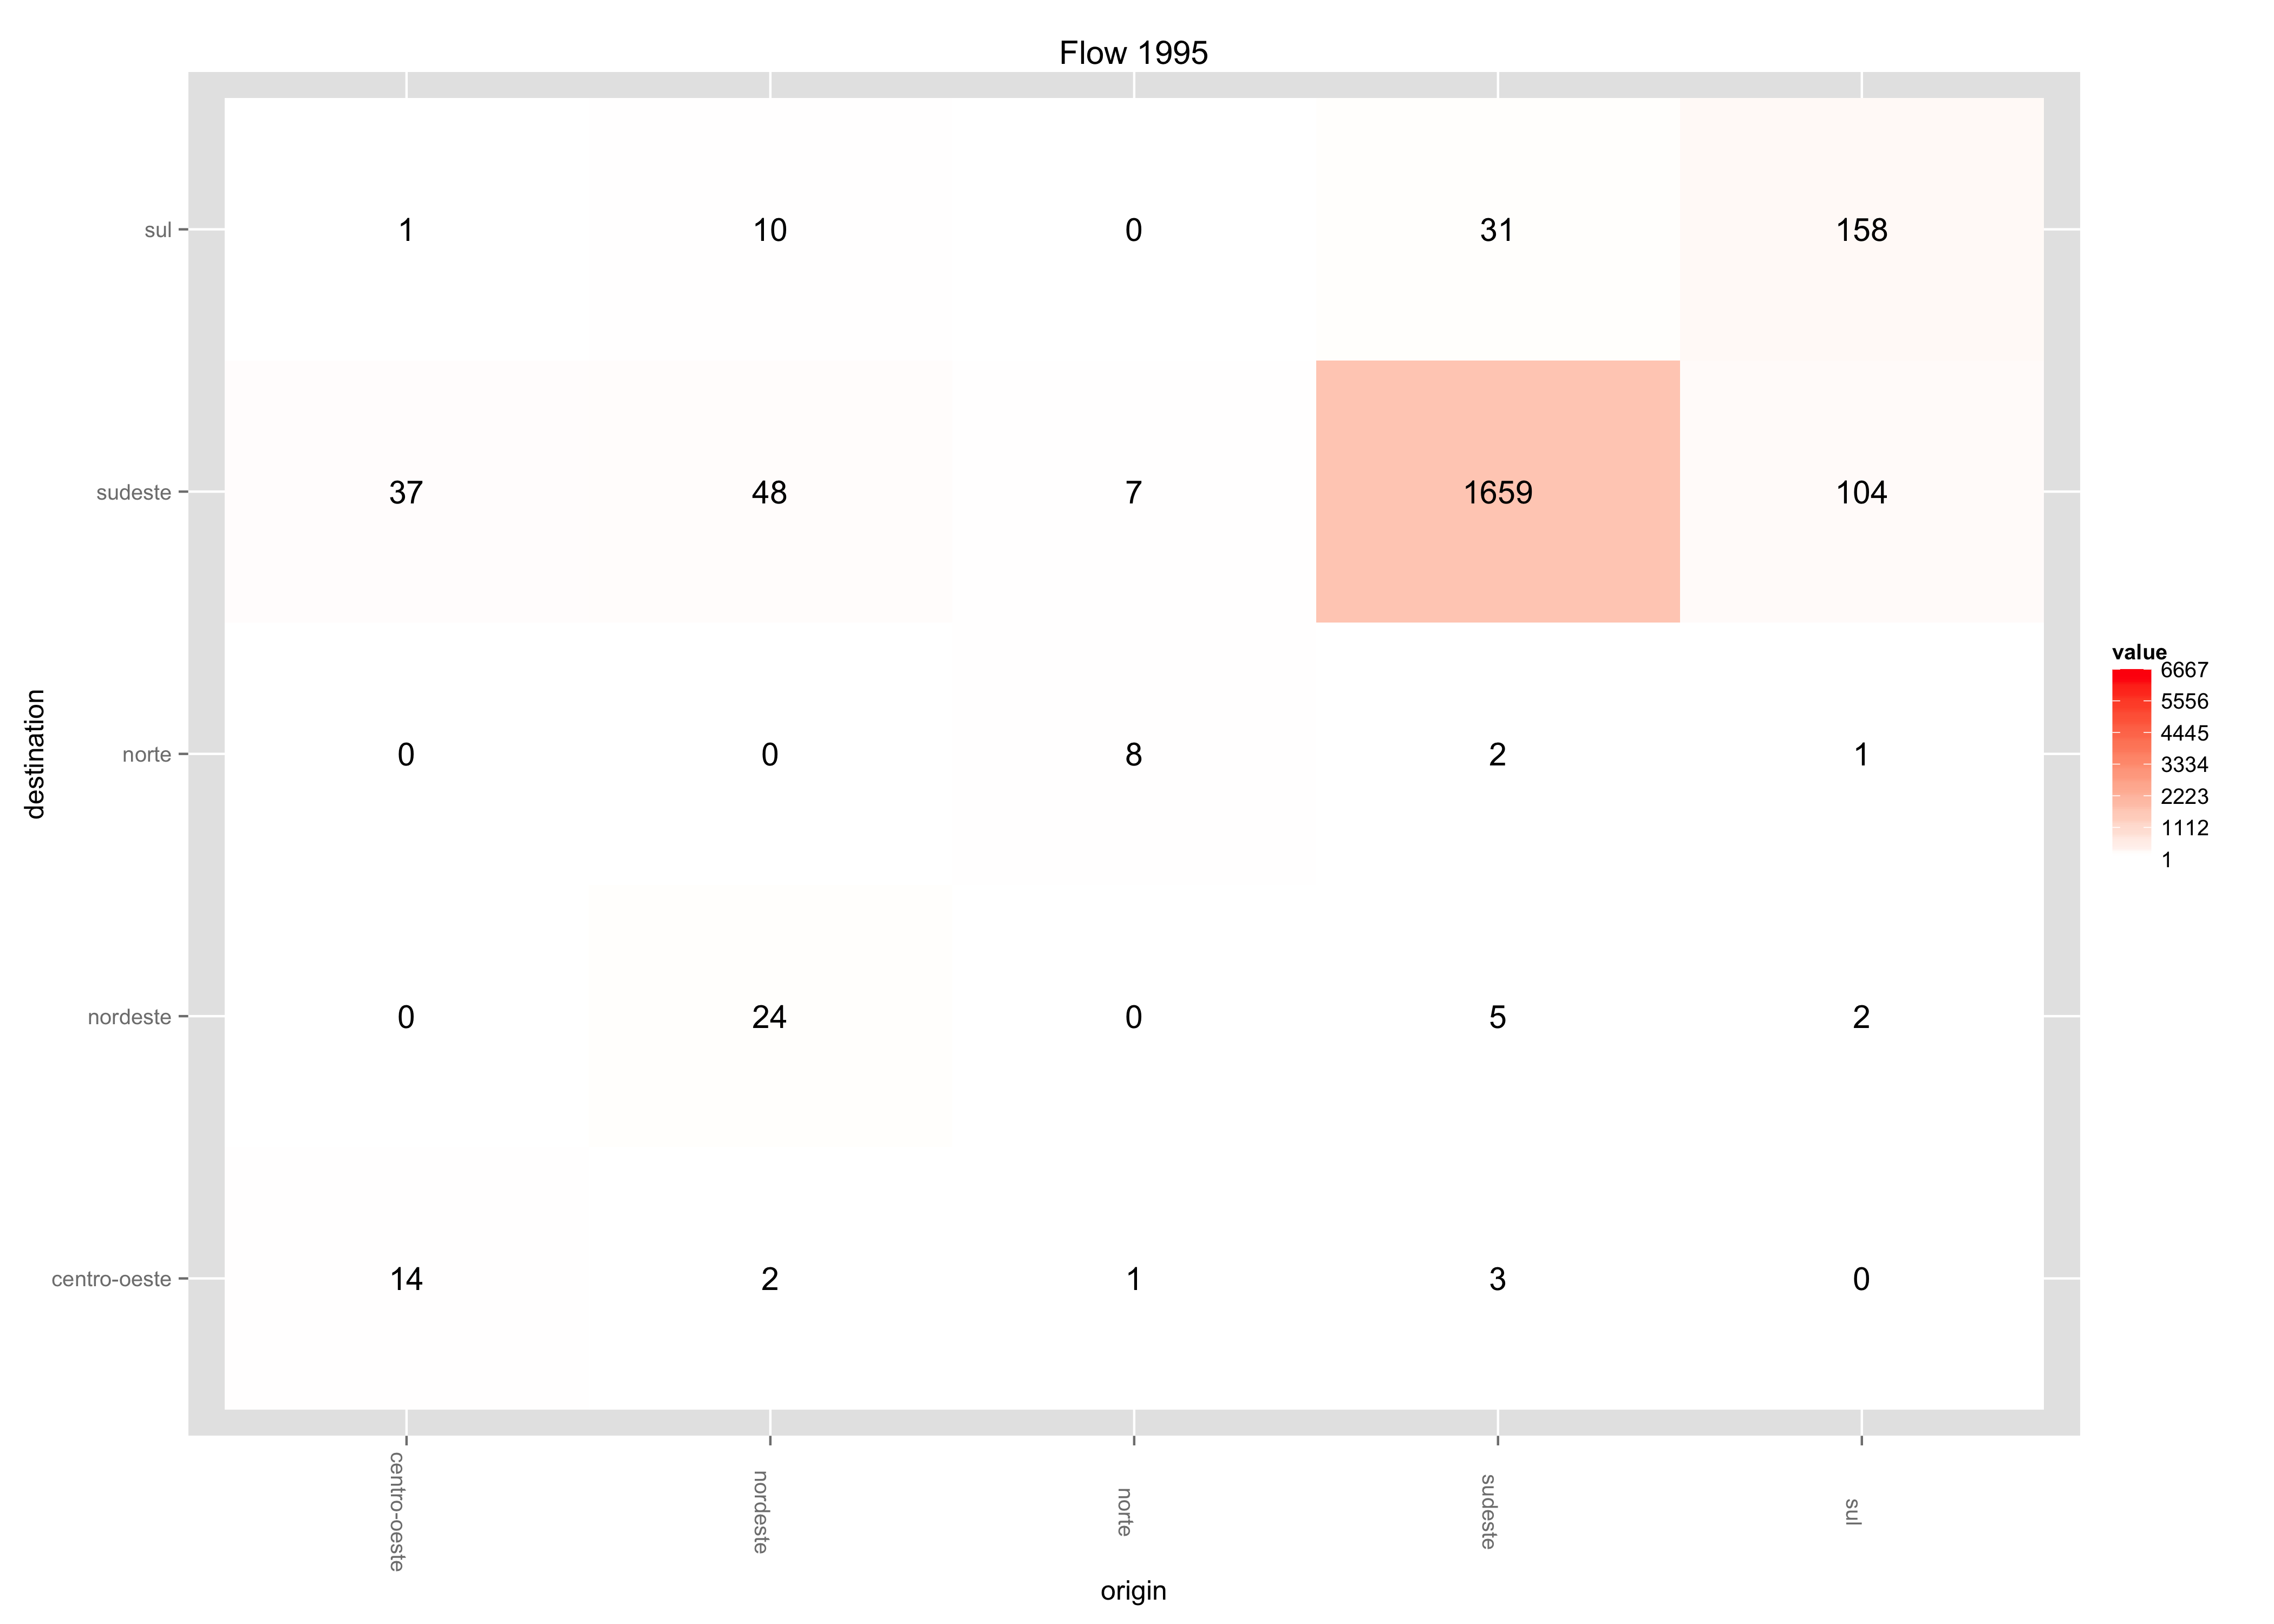 Flow 1995
sul 1 10 0 31 158
sudeste 37 48 7 1659 104
norte 0 0 8 2 1
nordeste 0 24 0 5 2
centro-oeste 14 2 1 3 0
destination
centro-oeste nordeste norte sudeste sul
origin
value
6667
5556
4445
3334
2223
1112
1